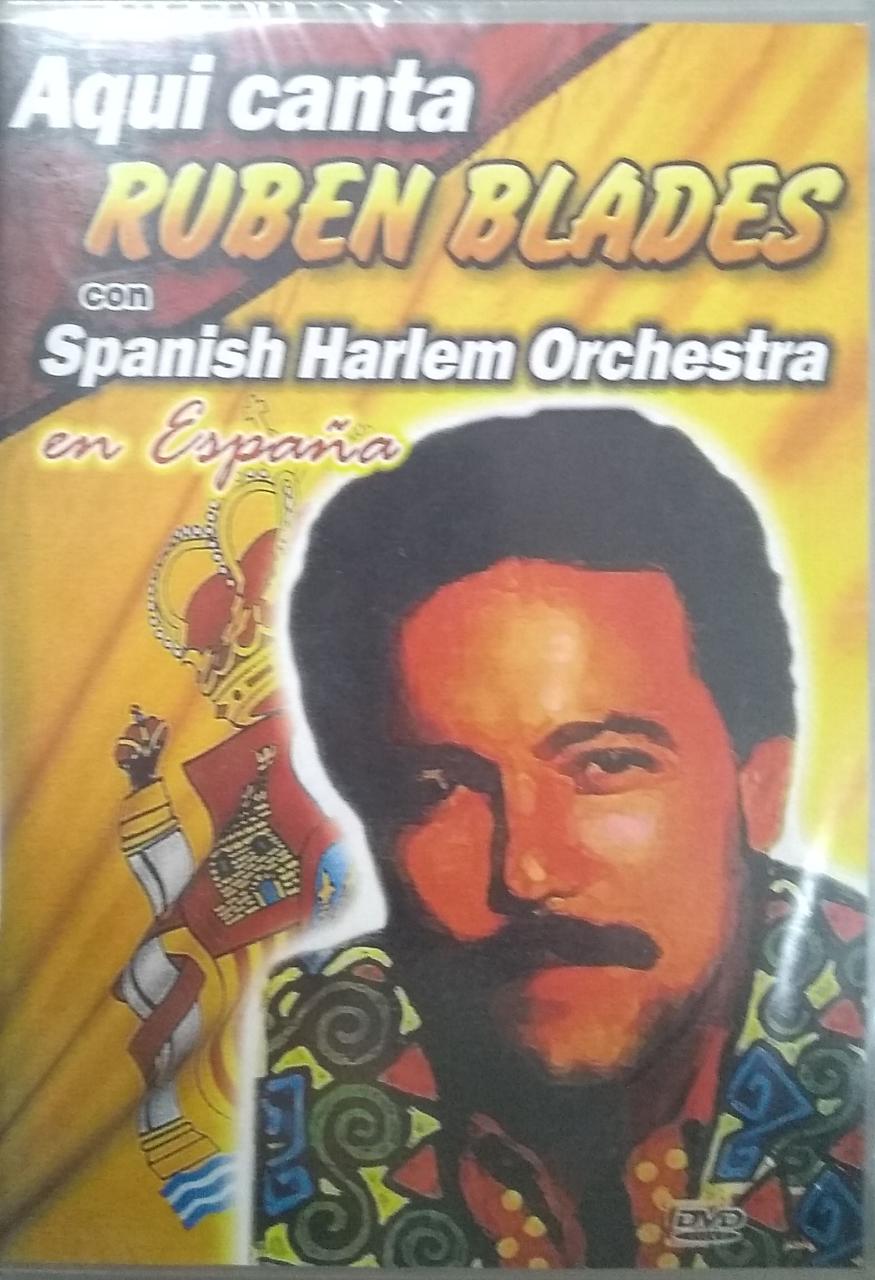 Aqui canta
RUBEN BLADES
con
Spanish Harlem Orchestra
en España
DVD